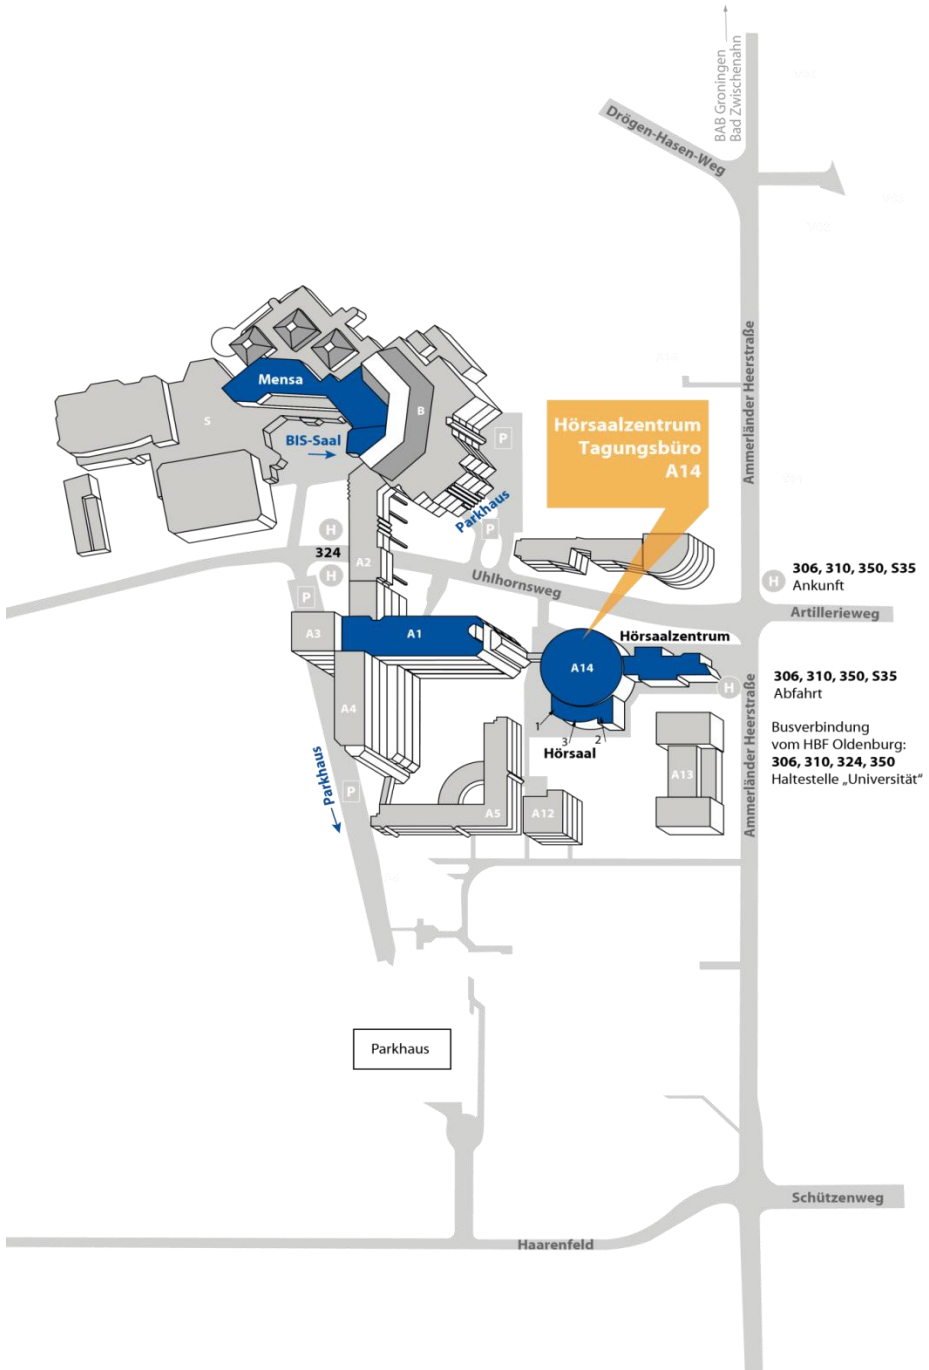 BAB Groningen
Bad Zwischenahn
Drögen-Hasen-Weg
Ammerländer Heerstraße
Mensa
S
B
BIS-Saal
P
Parkhaus
P
Hörsaalzentrum
Tagungsbüro
A14
H
324
H
A2
Uhlhornsweg
306, 310, 350, S35
Ankunft
H
Artillerieweg
P
A3
A1
Hörsaalzentrum
A14
H
306, 310, 350, S35
Abfahrt
A4
1
3
2
Hörsaal
Busverbindung
vom HBF Oldenburg:
306, 310, 324, 350
Haltestelle „Universität“
Parkhaus
P
A5
A12
A13
Ammerländer Heerstraße
Parkhaus
Schützenweg
Haarenfeld